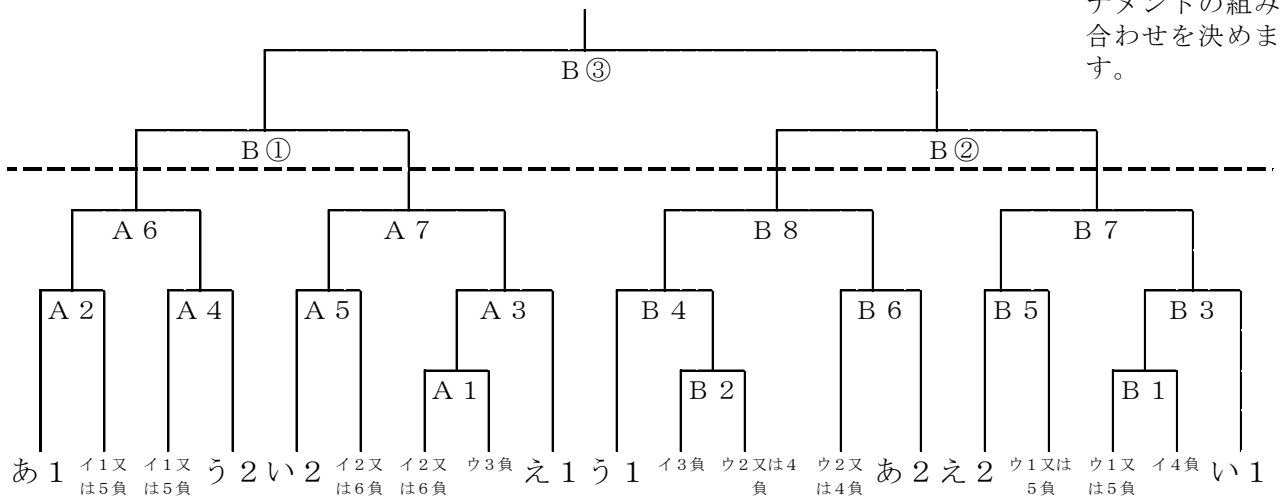 ナメントの組み
合わせを決めま
す。
B③
B① B②
A6 A7 B8 B7
A2 A4 A5 A3 B4 B6 B5 B3
A1 B2 B1
あ1 イ1又は5負 イ1又は5負 う2 い2 イ2又は6負 イ2又は6負 ウ3負 え1 う1 イ3負 ウ2又は4負 ウ2又は4負 あ2 え2 ウ1又は5負 ウ1又は5負 イ4負 い1